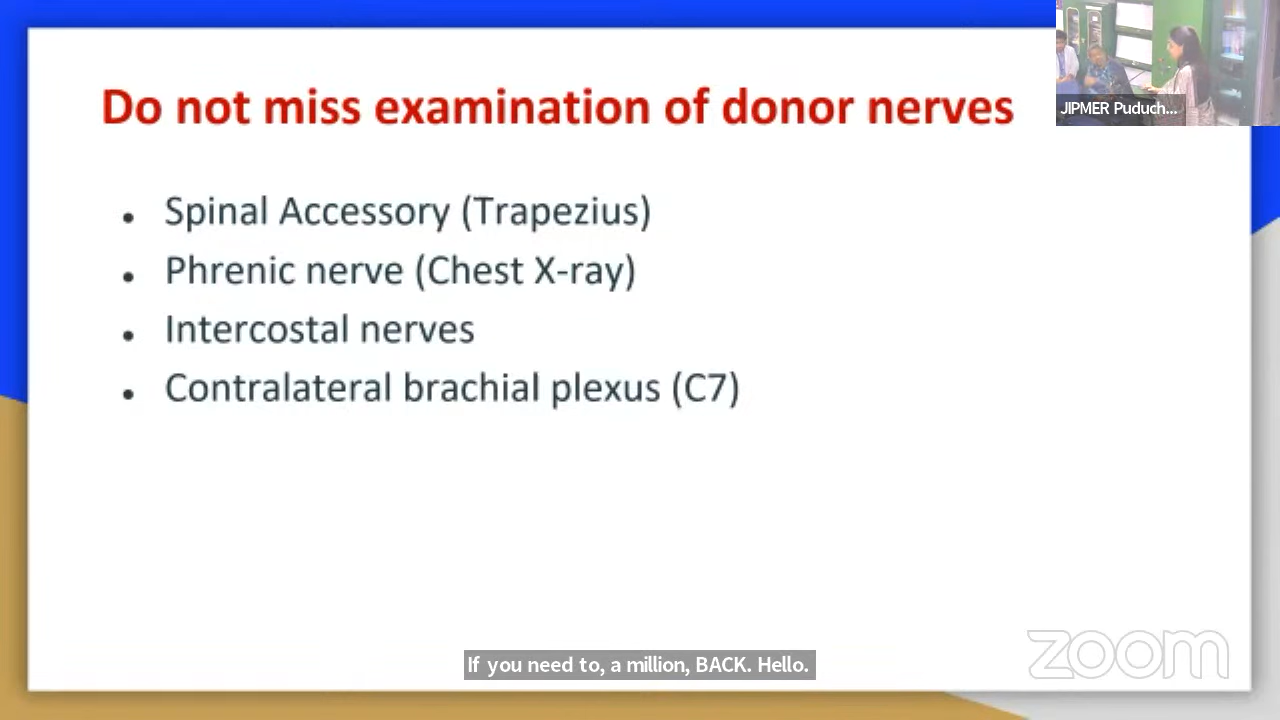 Do not miss examination of donor nerves
JIPMER Puduch...
• Spinal Accessory (Trapezius)
• Phrenic nerve (Chest X-ray)
• Intercostal nerves
• Contralateral brachial plexus (C7)
zoom
If you need to, a million, BACK. Hello.